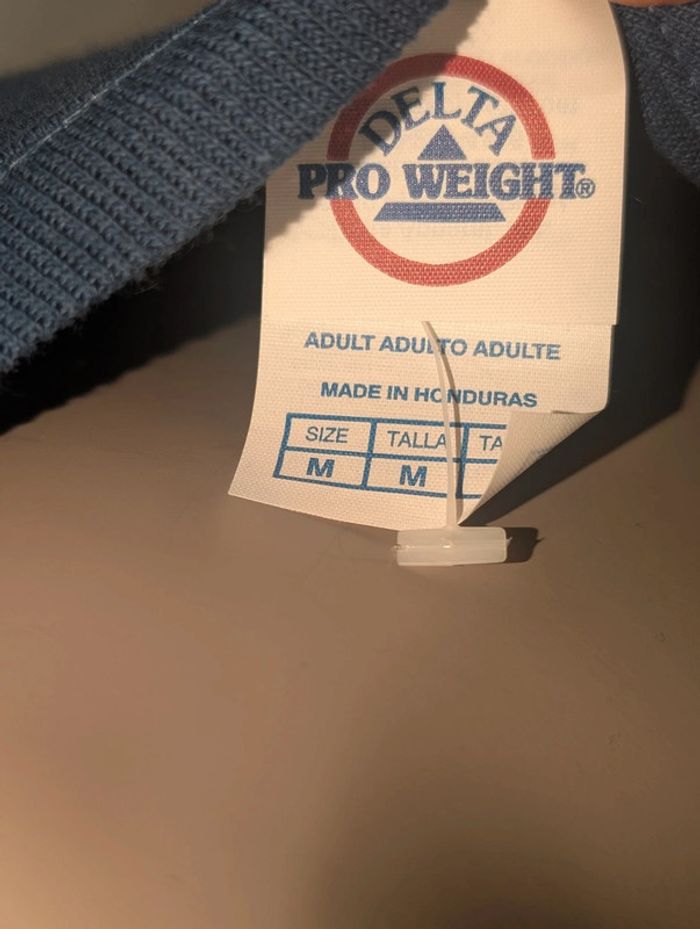 DELTA
PRO WEIGHT®
ADULT ADULTO ADULTE
MADE IN HONDURAS
SIZE TALLA
M M